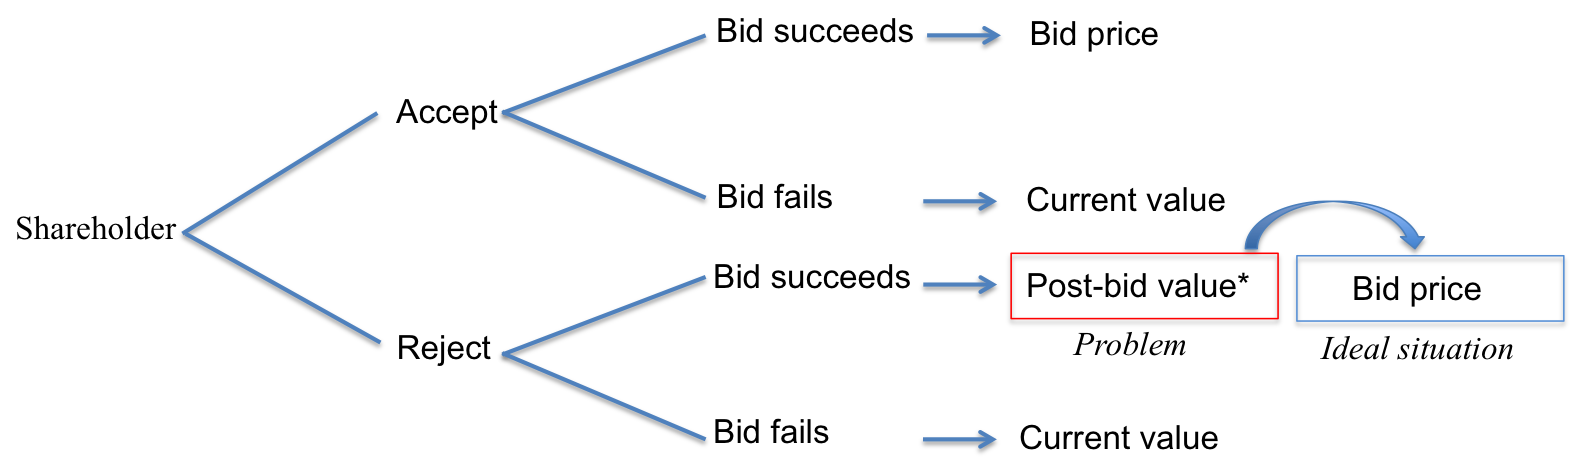 Bid succeeds
Bid price
Accept
Bid fails
Current value
Shareholder
Bid succeeds
Post-bid value*
Bid price
Problem
Ideal situation
Reject
Bid fails
Current value